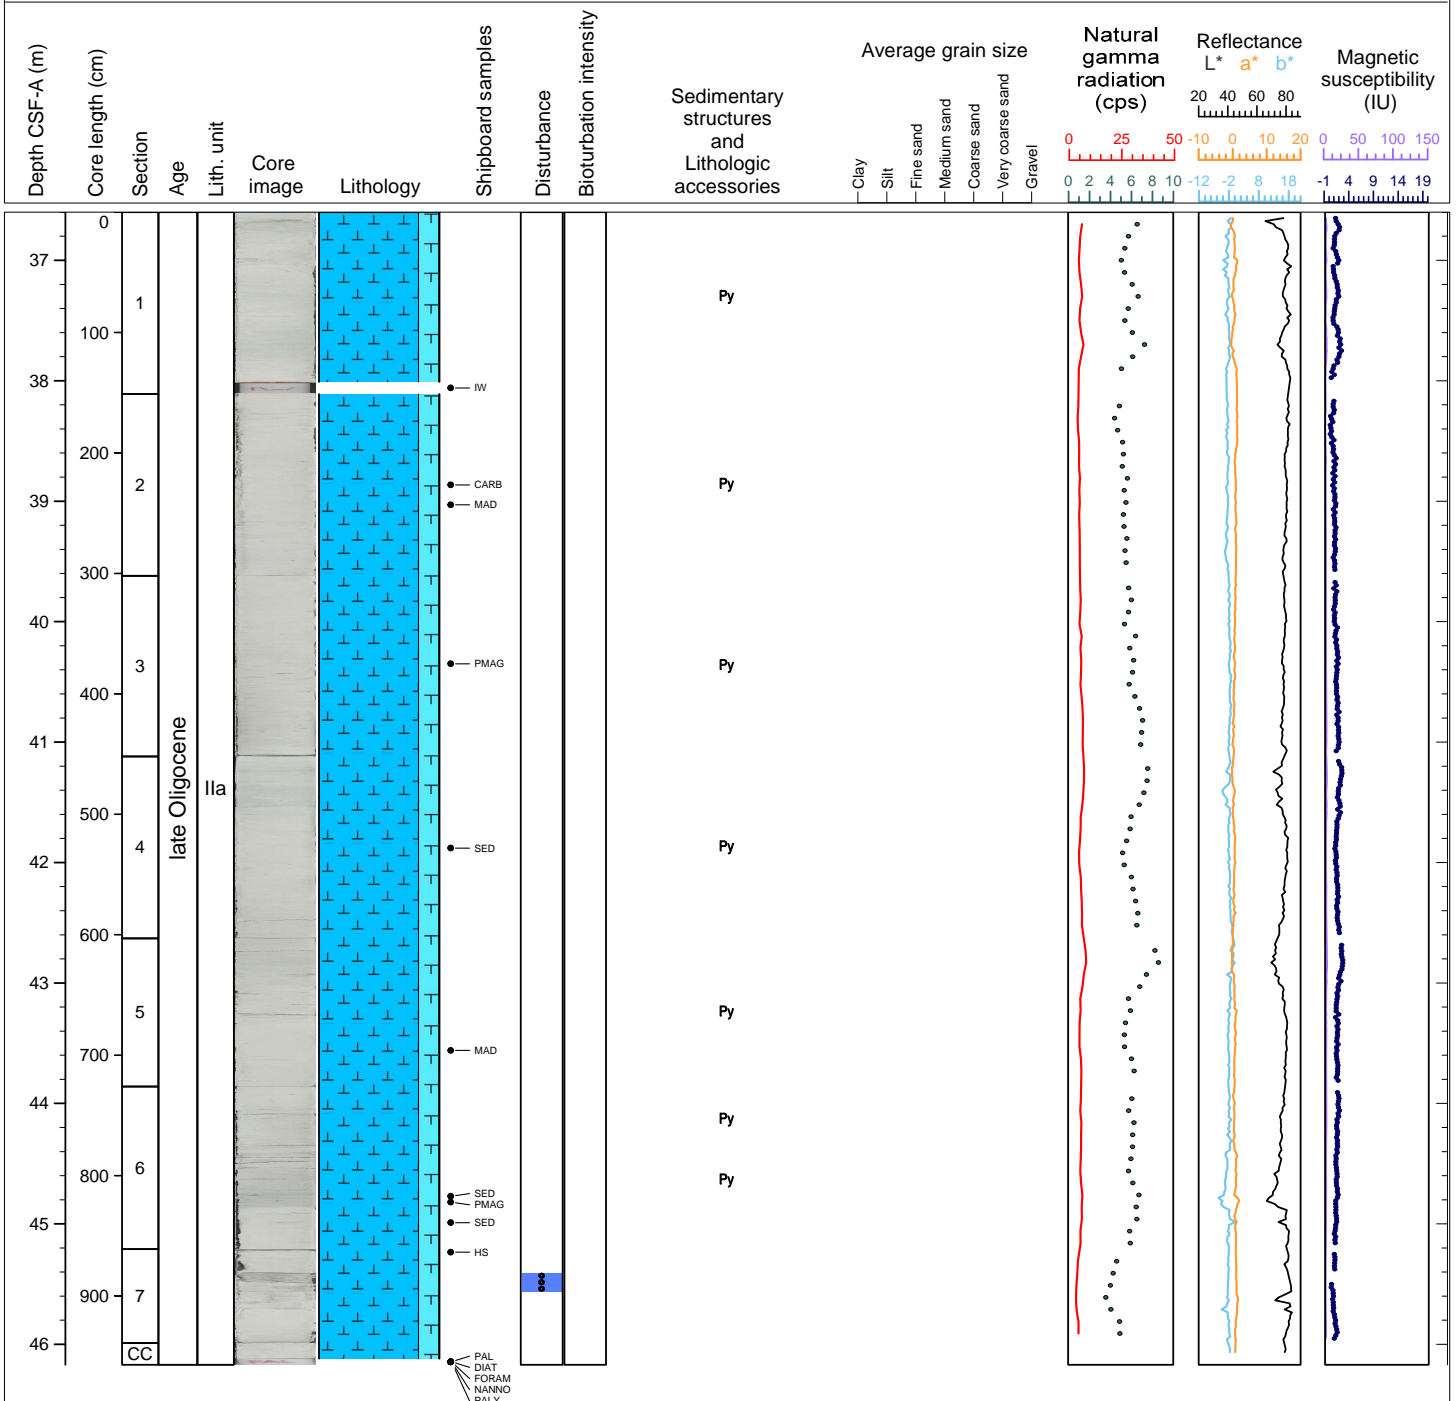 Depth CSF-A (m)
Core length (cm)
Section
Age
Lith. unit
Core
image
Lithology
Shipboard samples
Disturbance
Bioturbation intensity
Sedimentary
structures
and
Lithologic
accessories
Average grain size
Clay
Silt
Fine sand
Medium sand
Coarse sand
Very coarse sand
Gravel
Natural
gamma
radiation
(cps)
0 25 50
0 2 4 6 8 10
Reflectance
L* a* b*
20 40 60 80
-10 0 10 20
-12 -2 8 18
Magnetic
susceptibility
(IU)
0 50 100 150
-1 4 9 14 19
0
37
1
Py
100
38
IW
200
2
CARB
Py
39
MAD
300
40
3
PMAG
Py
400
41
late Oligocene
IIa
500
4
SED
Py
42
600
43
5
Py
700
MAD
44
Py
6
800
Py
SED
PMAG
45
SED
HS
7
900
46
CC
PAL
DIAT
FORAM
NANNO